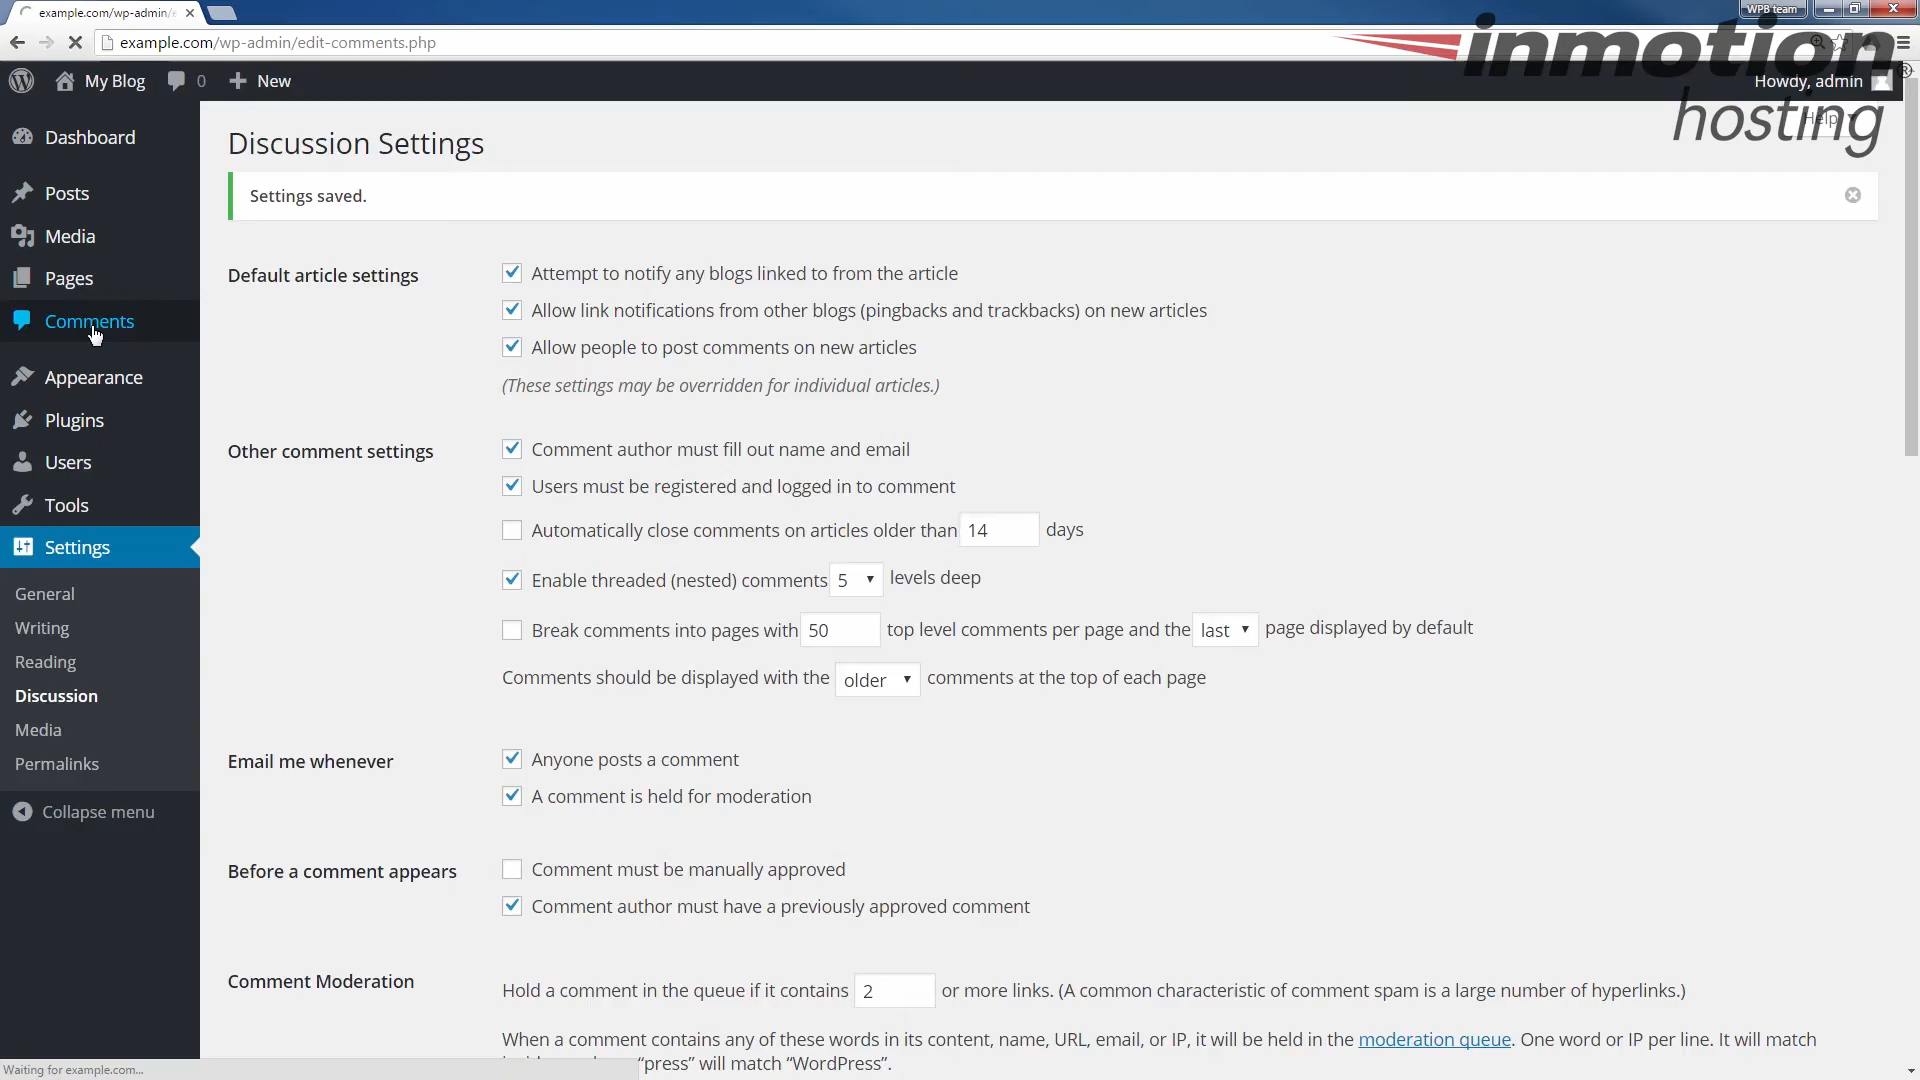 example.com/wp-admin/e
WPB team
example.com/wp-admin/edit-comments.php
inmotion
hosting
®
My Blog
0
New
Howdy, admin
Help
Dashboard
Posts
Media
Pages
Comments
Appearance
Plugins
Users
Tools
Settings
General
Writing
Reading
Discussion
Media
Permalinks
Collapse menu
Discussion Settings
Settings saved.
Default article settings
Attempt to notify any blogs linked to from the article
Allow link notifications from other blogs (pingbacks and trackbacks) on new articles
Allow people to post comments on new articles
(These settings may be overridden for individual articles.)
Other comment settings
Comment author must fill out name and email
Users must be registered and logged in to comment
Automatically close comments on articles older than 14 days
Enable threaded (nested) comments 5 levels deep
Break comments into pages with 50 top level comments per page and the last page displayed by default
Comments should be displayed with the older comments at the top of each page
Email me whenever
Anyone posts a comment
A comment is held for moderation
Before a comment appears
Comment must be manually approved
Comment author must have a previously approved comment
Comment Moderation
Hold a comment in the queue if it contains 2 or more links. (A common characteristic of comment spam is a large number of hyperlinks.)
When a comment contains any of these words in its content, name, URL, email, or IP, it will be held in the moderation queue. One word or IP per line. It will match
“press” will match “WordPress”.
Waiting for example.com...